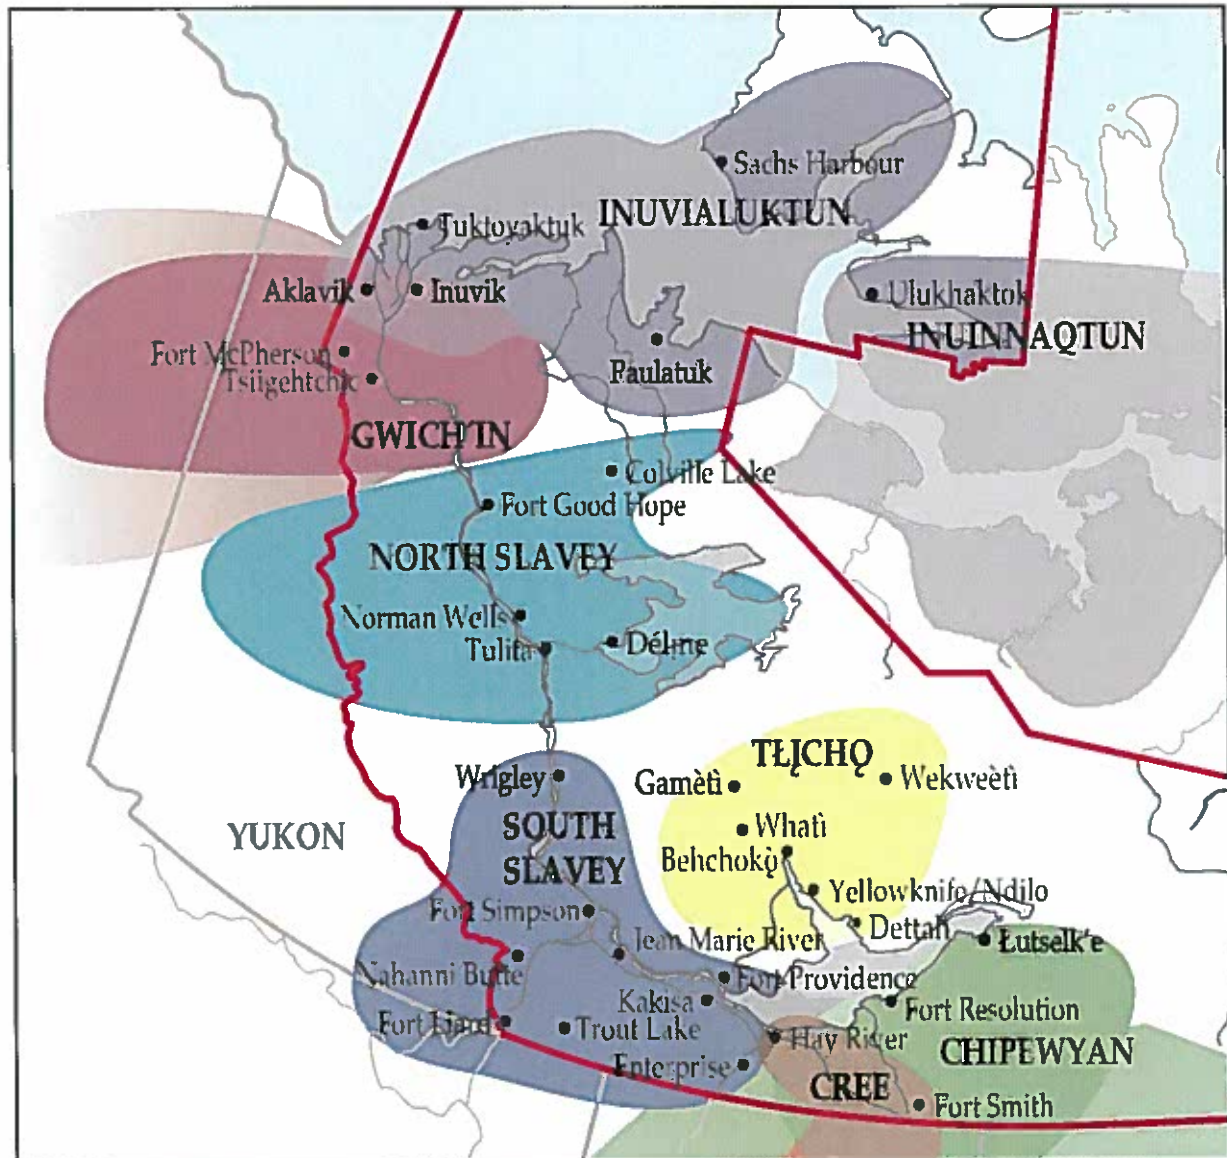 Sachs Harbour
INUVIALUKTUN
Tuktoyaktuk
Aklavik
Inuvik
Ulukhaktok
INUINNAQTUN
Fort McPherson
Tsiigehtchic
Paulatuk
GWICH'IN
Colville Lake
Fort Good Hope
NORTH SLAVEY
Norman Wells
Tulita
Délįne
TŁĮCHǪ
Wrigley
Gamètì
Wekweètì
SOUTH
SLAVEY
YUKON
Whatì
Behchokǫ̀
Yellowknife/Ndilo
Fort Simpson
Dettah
Jean Marie River
Łutselk'e
Nahanni Butte
Fort Providence
Kakisa
Fort Resolution
Fort Liard
Trout Lake
Hay River
CHIPEWYAN
Enterprise
CREE
Fort Smith